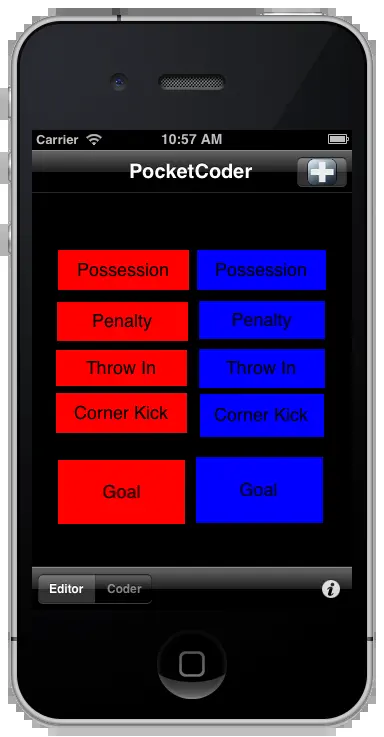 Carrier 10:57 AM
PocketCoder
Possession Possession
Penalty Penalty
Throw In Throw In
Corner Kick Corner Kick
Goal Goal
Editor Coder